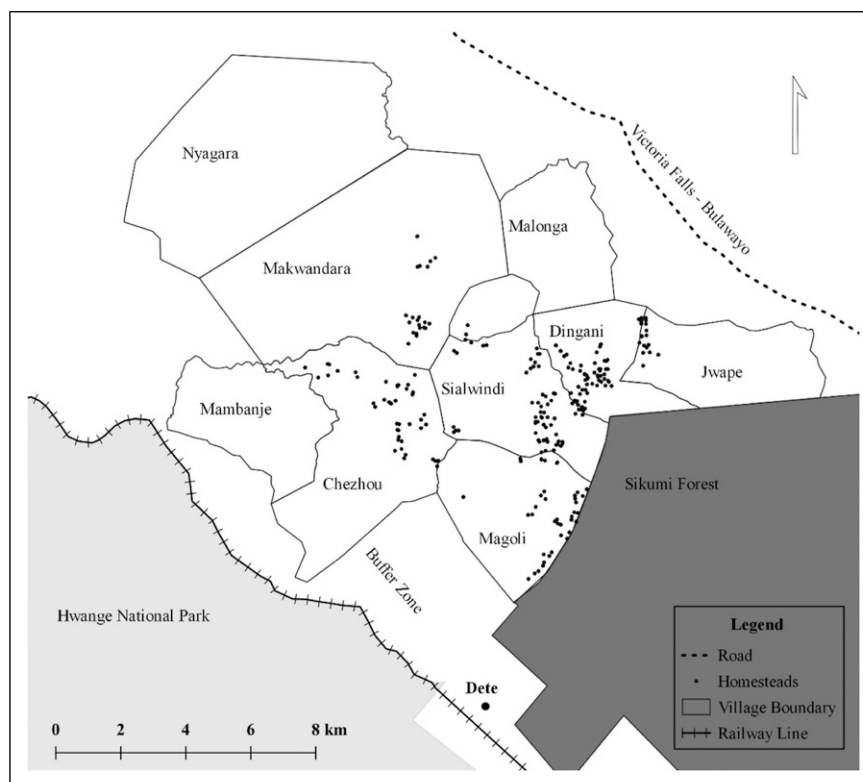 Nyagara
Victoria Falls - Bulawayo
Malonga
Makwandara
Dingani
Jwape
Sialwindi
Mambanje
Chezhou
Sikumi Forest
Magoli
Buffer Zone
Hwange National Park
Dete
0 2 4 6 8 km
Legend
Road
Homesteads
Village Boundary
Railway Line